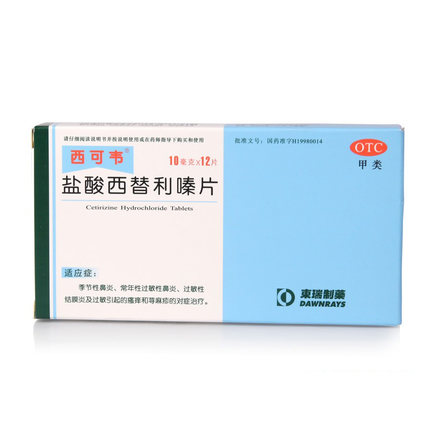 请仔细阅读说明书并按说明使用或在药师指导下购买和使用
批准文号：国药准字H19980014
OTC
甲类
西可韦®
10毫克×12片
盐酸西替利嗪片
Cetirizine Hydrochloride Tablets
适应症：
季节性鼻炎、常年性过敏性鼻炎、过敏性
结膜炎及过敏引起的瘙痒和荨麻疹的对症治疗。
東瑞制藥
DAWNRAYS